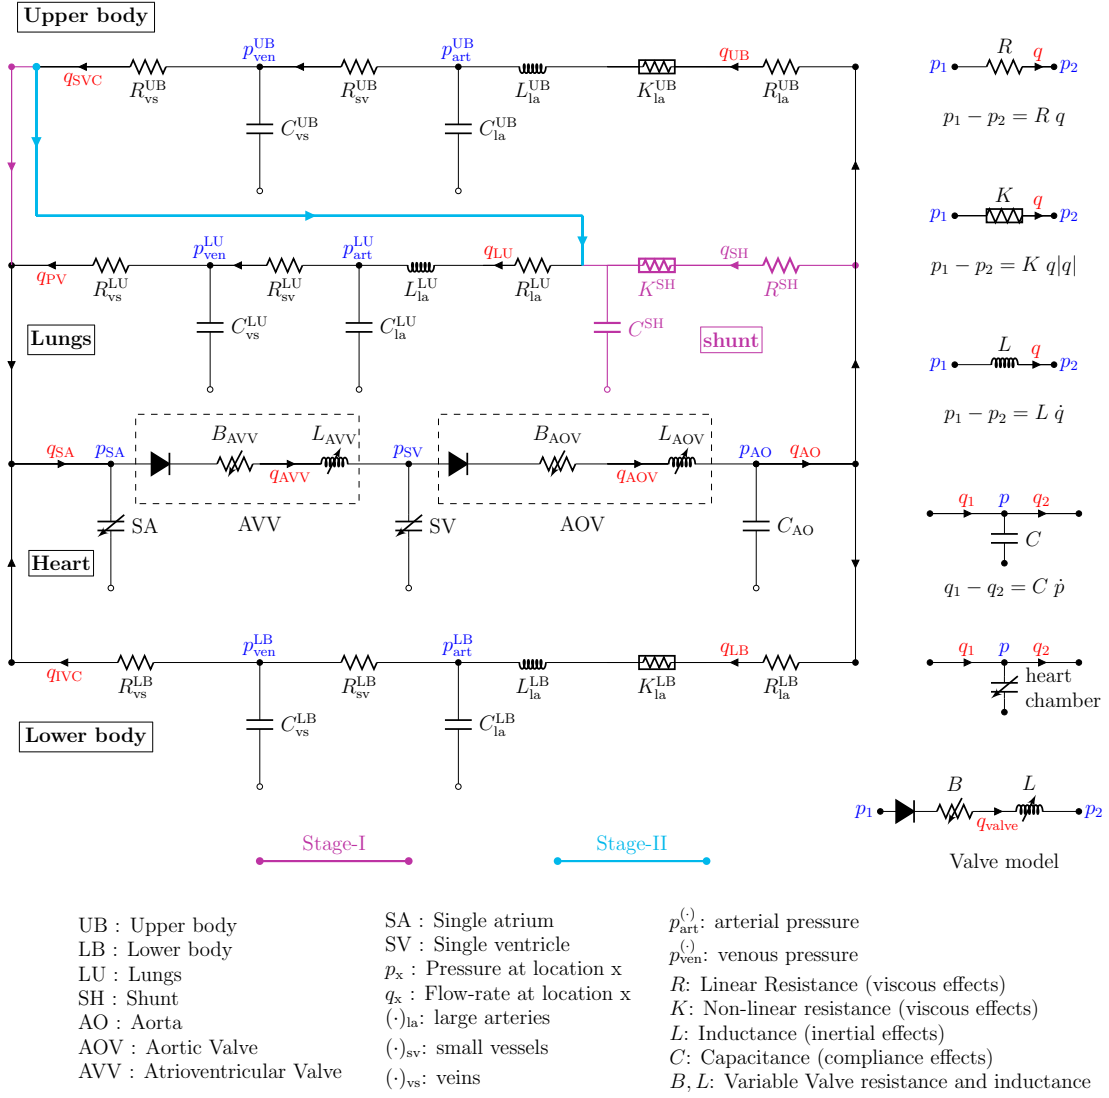 Upper body
p_ven^UB
p_art^UB
q_SVC
q_UB
R_vs^UB
R_sv^UB
L_la^UB
K_la^UB
R_la^UB
C_vs^UB
C_la^UB
p_ven^LU
p_art^LU
q_LU
q_SH
q_PV
R_vs^LU
R_sv^LU
L_la^LU
R_la^LU
K^SH
R^SH
C_vs^LU
C_la^LU
C^SH
Lungs
shunt
q_SA
p_SA
B_AVV
L_AVV
p_SV
B_AOV
L_AOV
p_AO
q_AO
q_AVV
q_AOV
SA
AVV
SV
AOV
C_AO
Heart
p_ven^LB
p_art^LB
q_LB
q_IVC
R_vs^LB
R_sv^LB
L_la^LB
K_la^LB
R_la^LB
C_vs^LB
C_la^LB
Lower body
Stage-I
Stage-II
R
q
p_1
p_2
p_1 − p_2 = R q
K
q
p_1
p_2
p_1 − p_2 = K q|q|
L
q
p_1
p_2
p_1 − p_2 = L q̇
q_1
p
q_2
C
q_1 − q_2 = C ṗ
q_1
p
q_2
heart
chamber
B
L
p_1
p_2
q_valve
Valve model
UB : Upper body
LB : Lower body
LU : Lungs
SH : Shunt
AO : Aorta
AOV : Aortic Valve
AVV : Atrioventricular Valve
SA : Single atrium
SV : Single ventricle
p_x : Pressure at location x
q_x : Flow-rate at location x
(·)_la: large arteries
(·)_sv: small vessels
(·)_vs: veins
p_art^(·): arterial pressure
p_ven^(·): venous pressure
R: Linear Resistance (viscous effects)
K: Non-linear resistance (viscous effects)
L: Inductance (inertial effects)
C: Capacitance (compliance effects)
B, L: Variable Valve resistance and inductance